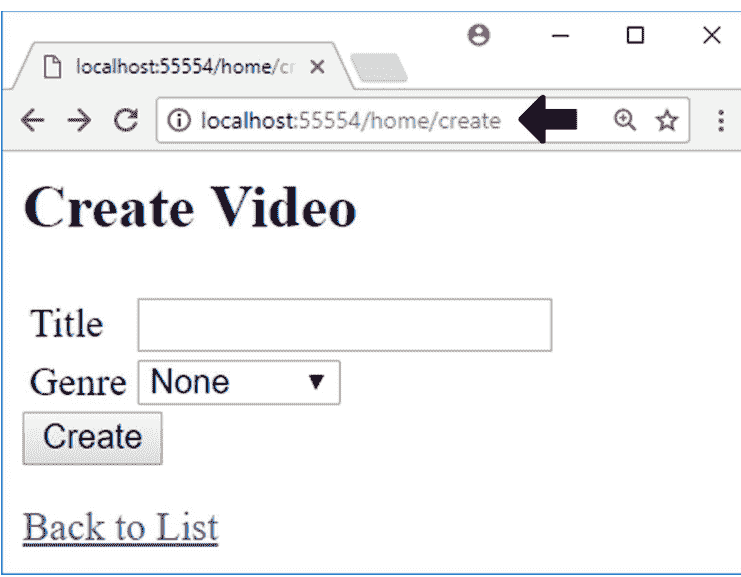 localhost:55554/home/cr
localhost:55554/home/create
Create Video
Title
Genre None
Create
Back to List